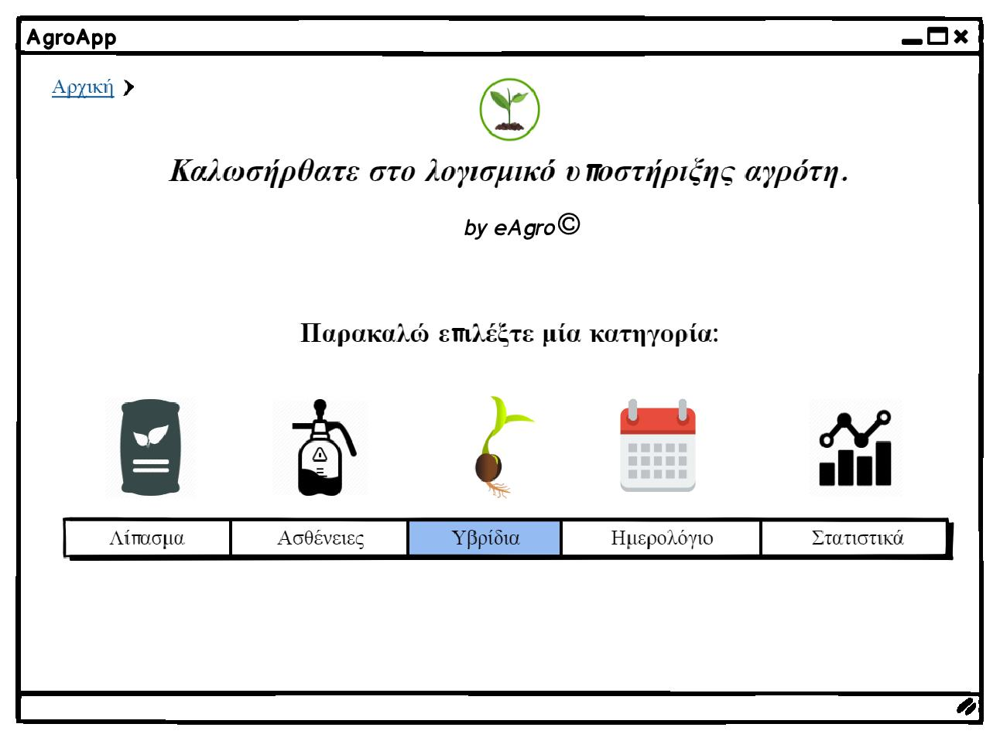 AgroApp
Αρχική
Καλωσήρθατε στο λογισμικό υποστήριξης αγρότη.
by eAgro©
Παρακαλώ επιλέξτε μία κατηγορία:
Λίπασμα
Ασθένειες
Υβρίδια
Ημερολόγιο
Στατιστικά